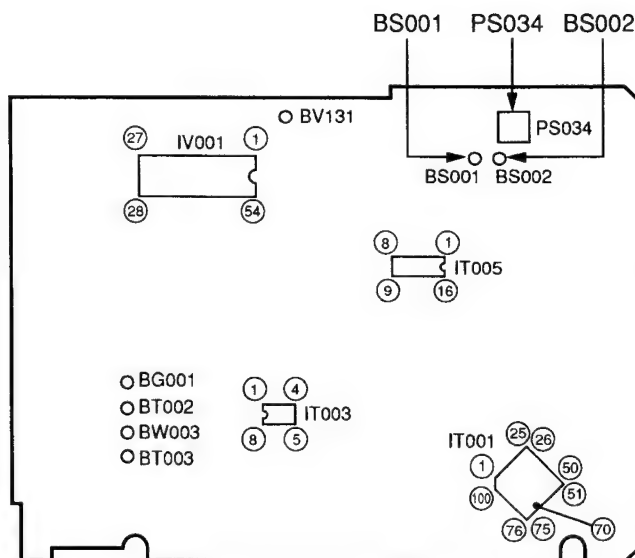 BS001 PS034 BS002
BV131
27 IV001 1
PS034
BS001 BS002
28 54
8 1
IT005
9 16
BG001
1 4
BT002
IT003
BW003
8 5
BT003
25 26
IT001
1 50
100 51
76 75 70